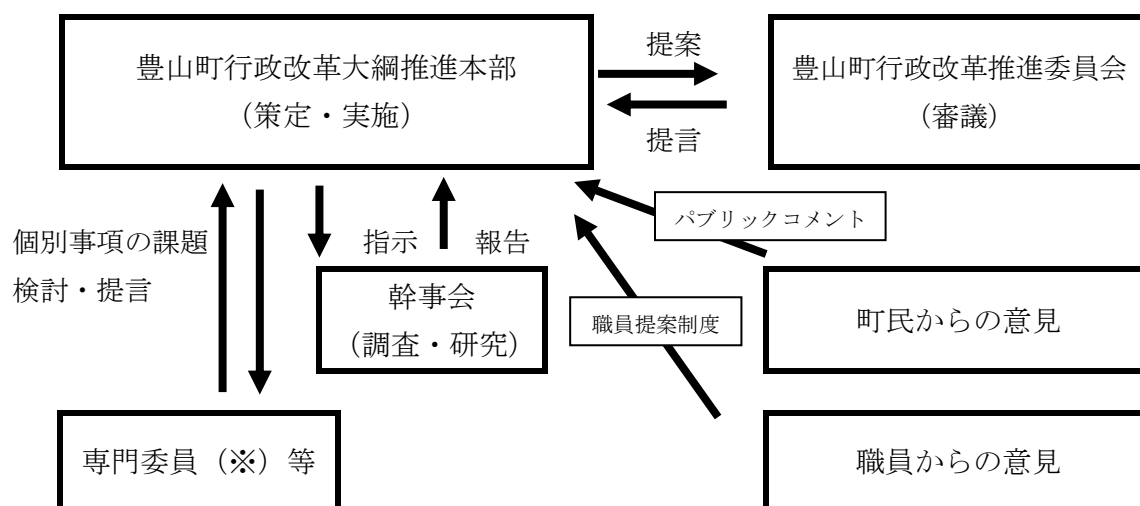 豊山町行政改革大綱推進本部
（策定・実施）
提案
提言
豊山町行政改革推進委員会
（審議）
個別事項の課題
検討・提言
指示
報告
パブリックコメント
幹事会
（調査・研究）
職員提案制度
町民からの意見
専門委員（※）等
職員からの意見